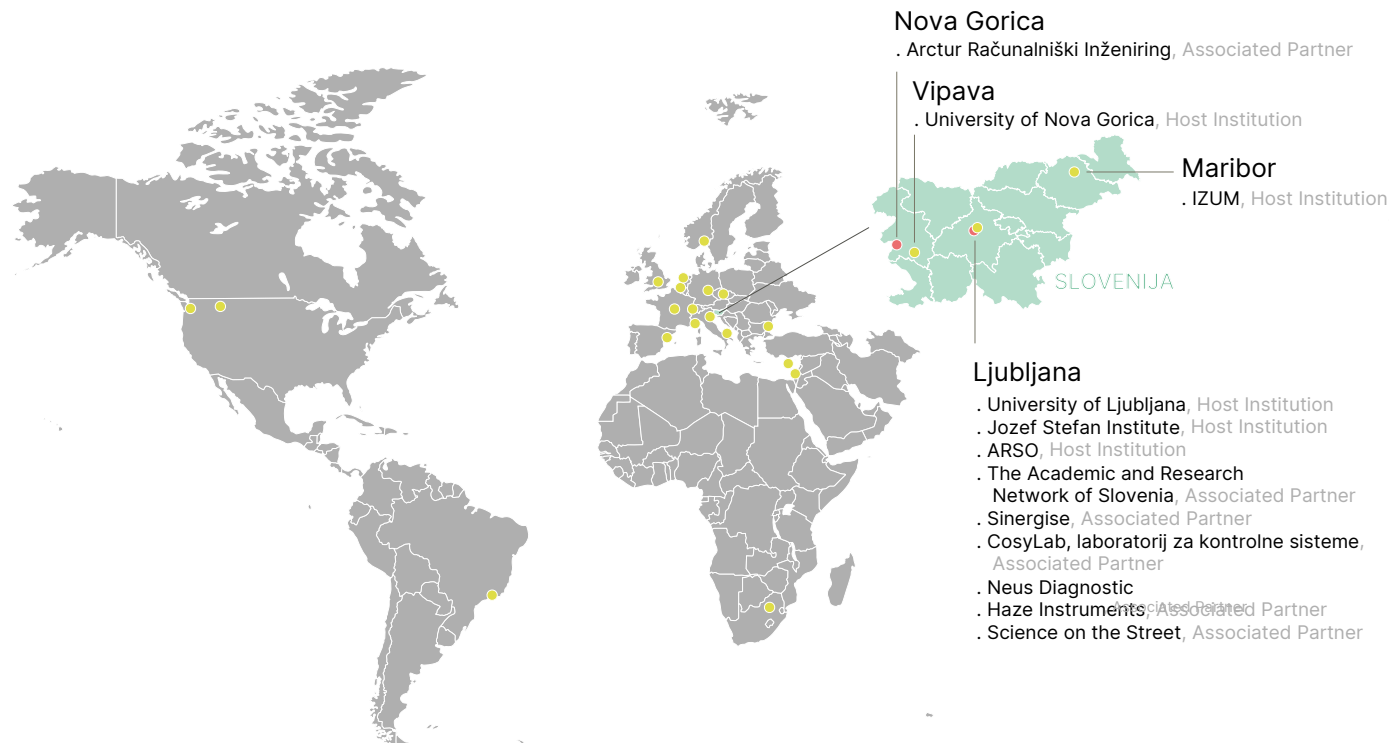 Nova Gorica
. Arctur Računalniški Inženiring, Associated Partner
Vipava
. University of Nova Gorica, Host Institution
Maribor
. IZUM, Host Institution
SLOVENIJA
Ljubljana
. University of Ljubljana, Host Institution
. Jozef Stefan Institute, Host Institution
. ARSO, Host Institution
. The Academic and Research
Network of Slovenia, Associated Partner
. Sinergise, Associated Partner
. CosyLab, laboratorij za kontrolne sisteme,
Associated Partner
. Neus Diagnostic
Associated Partner
. Haze Instruments, Associated Partner
. Science on the Street, Associated Partner